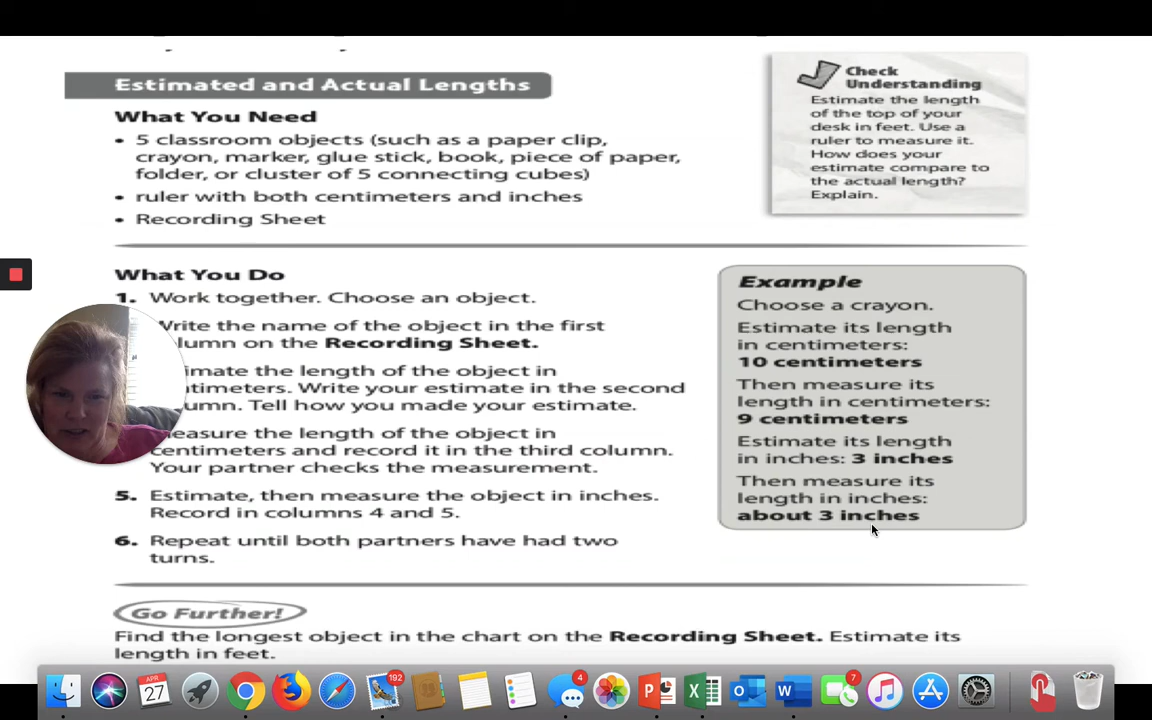 Estimated and Actual Lengths
What You Need
• 5 classroom objects (such as a paper clip,
crayon, marker, glue stick, book, piece of paper,
folder, or cluster of 5 connecting cubes)
• ruler with both centimeters and inches
• Recording Sheet
Check
Understanding
Estimate the length
of the top of your
desk in feet. Use a
ruler to measure it.
How does your
estimate compare to
the actual length?
Explain.
What You Do
1. Work together. Choose an object.
Write the name of the object in the first
on the Recording Sheet.
the length of the object in
Write your estimate in the second
Tell how you made your estimate.
the length of the object in
centimeters and record it in the third column.
Your partner checks the measurement.
5. Estimate, then measure the object in inches.
Record in columns 4 and 5.
6. Repeat until both partners have had two
turns.
Example
Choose a crayon.
Estimate its length
in centimeters:
10 centimeters
Then measure its
length in centimeters:
9 centimeters
Estimate its length
in inches: 3 inches
Then measure its
length in inches:
about 3 inches
Go Further!
Find the longest object in the chart on the Recording Sheet. Estimate its
length in feet.
APR
27
192
4
7